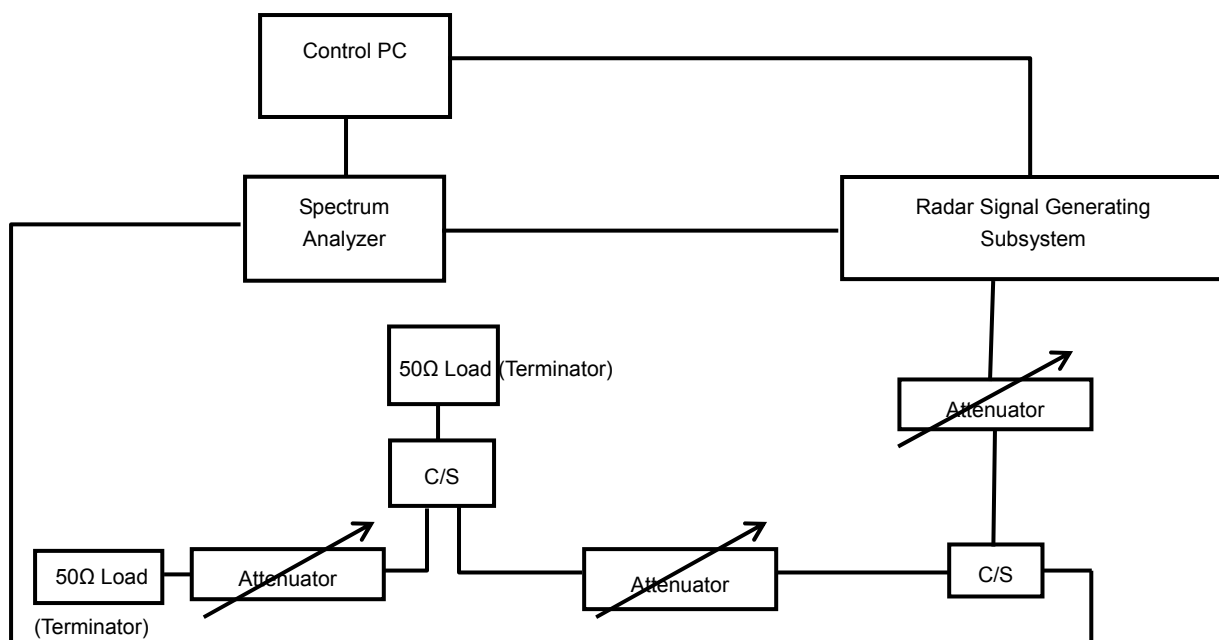 Control PC
Spectrum
Analyzer
Radar Signal Generating
Subsystem
50Ω Load (Terminator)
Attenuator
C/S
50Ω Load
(Terminator)
Attenuator
Attenuator
C/S